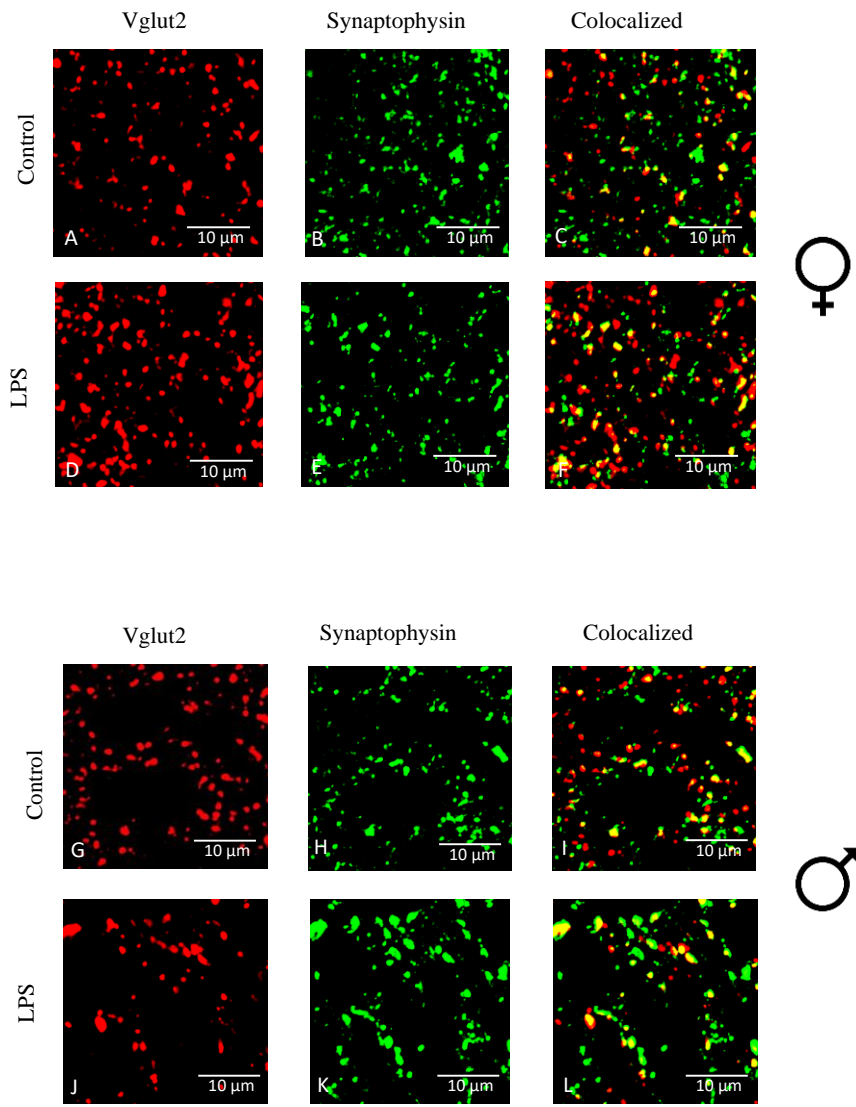 Vglut2 Synaptophysin Colocalized
Control
A 10 µm B 10 µm C 10 µm
LPS
D 10 µm E 10 µm F 10 µm
Vglut2 Synaptophysin Colocalized
Control
G 10 µm H 10 µm I 10 µm
LPS
J 10 µm K 10 µm L 10 µm